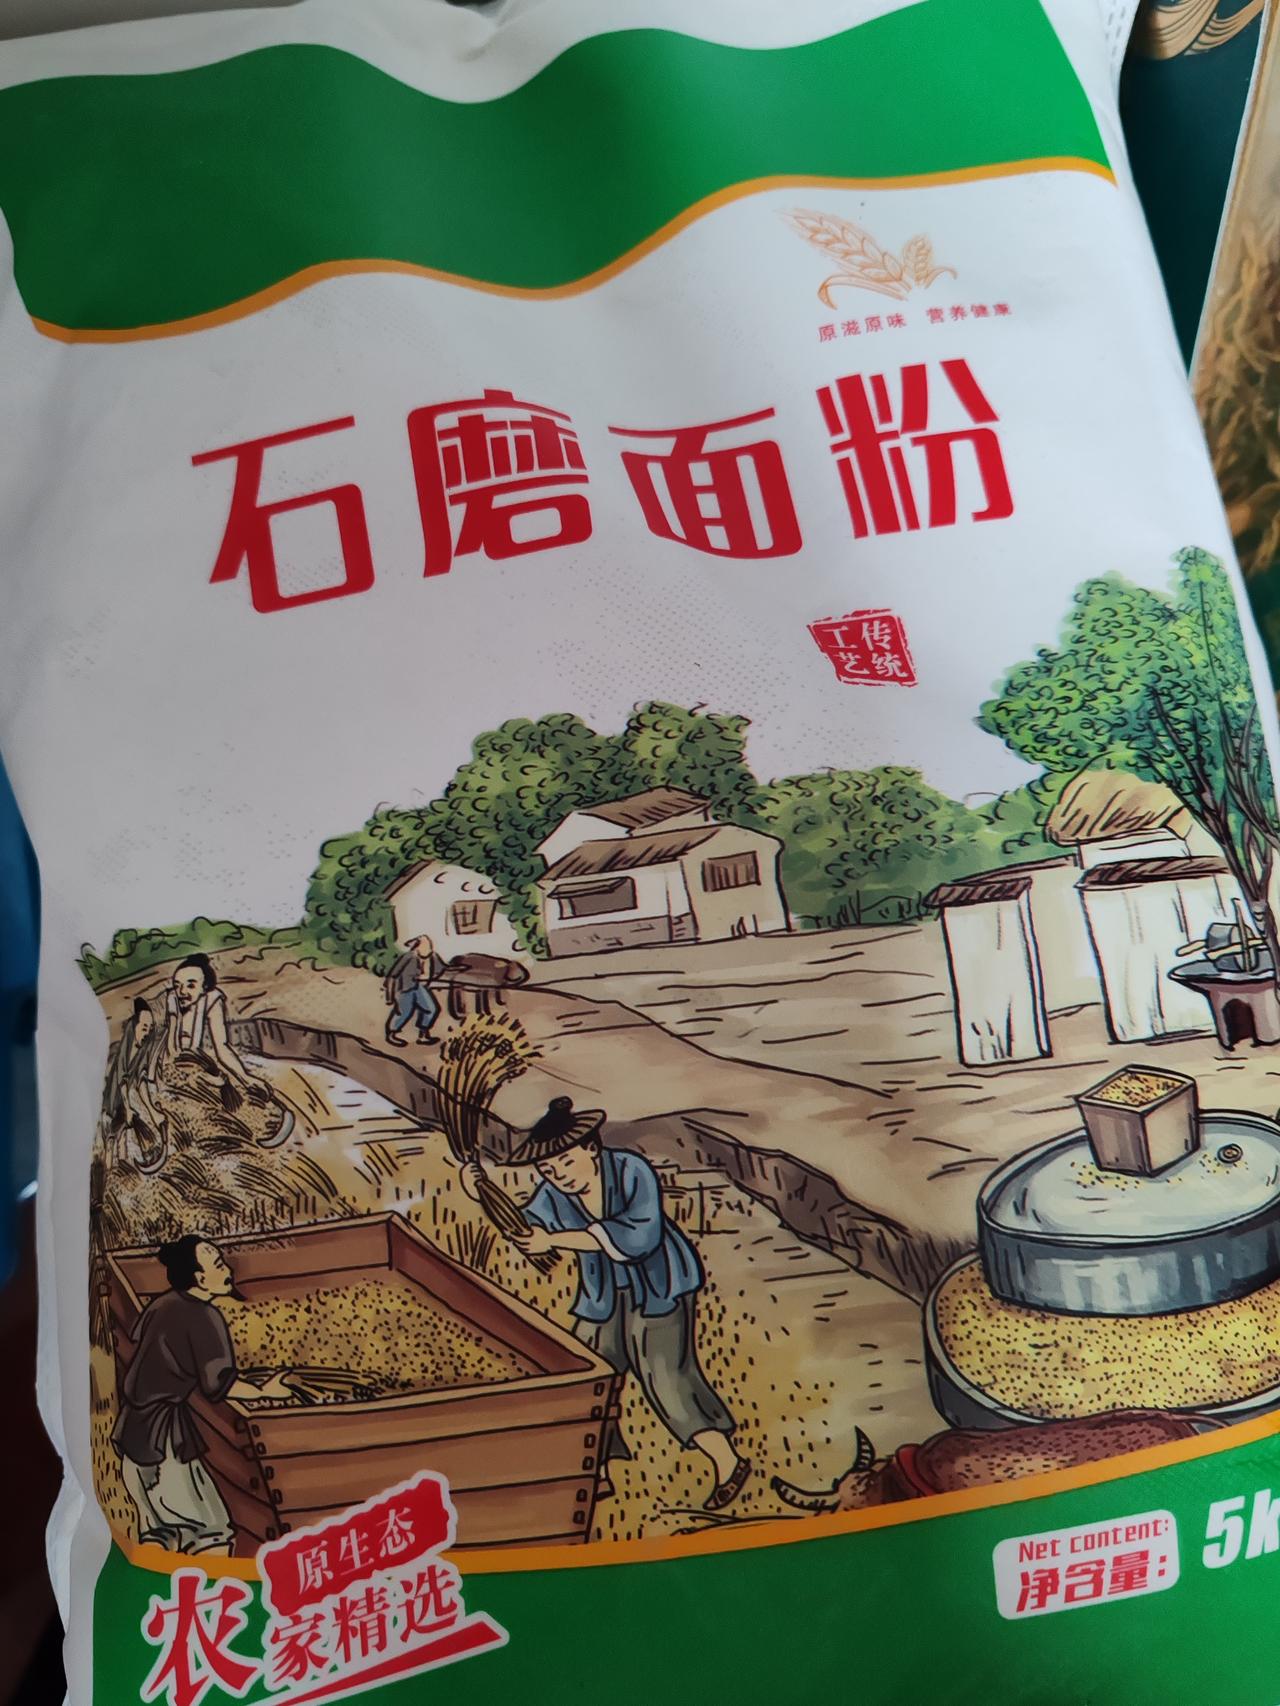 原滋原味 营养健康
石磨面粉
传统
工艺
原生态
农家精选
Net content:
净含量:
5k